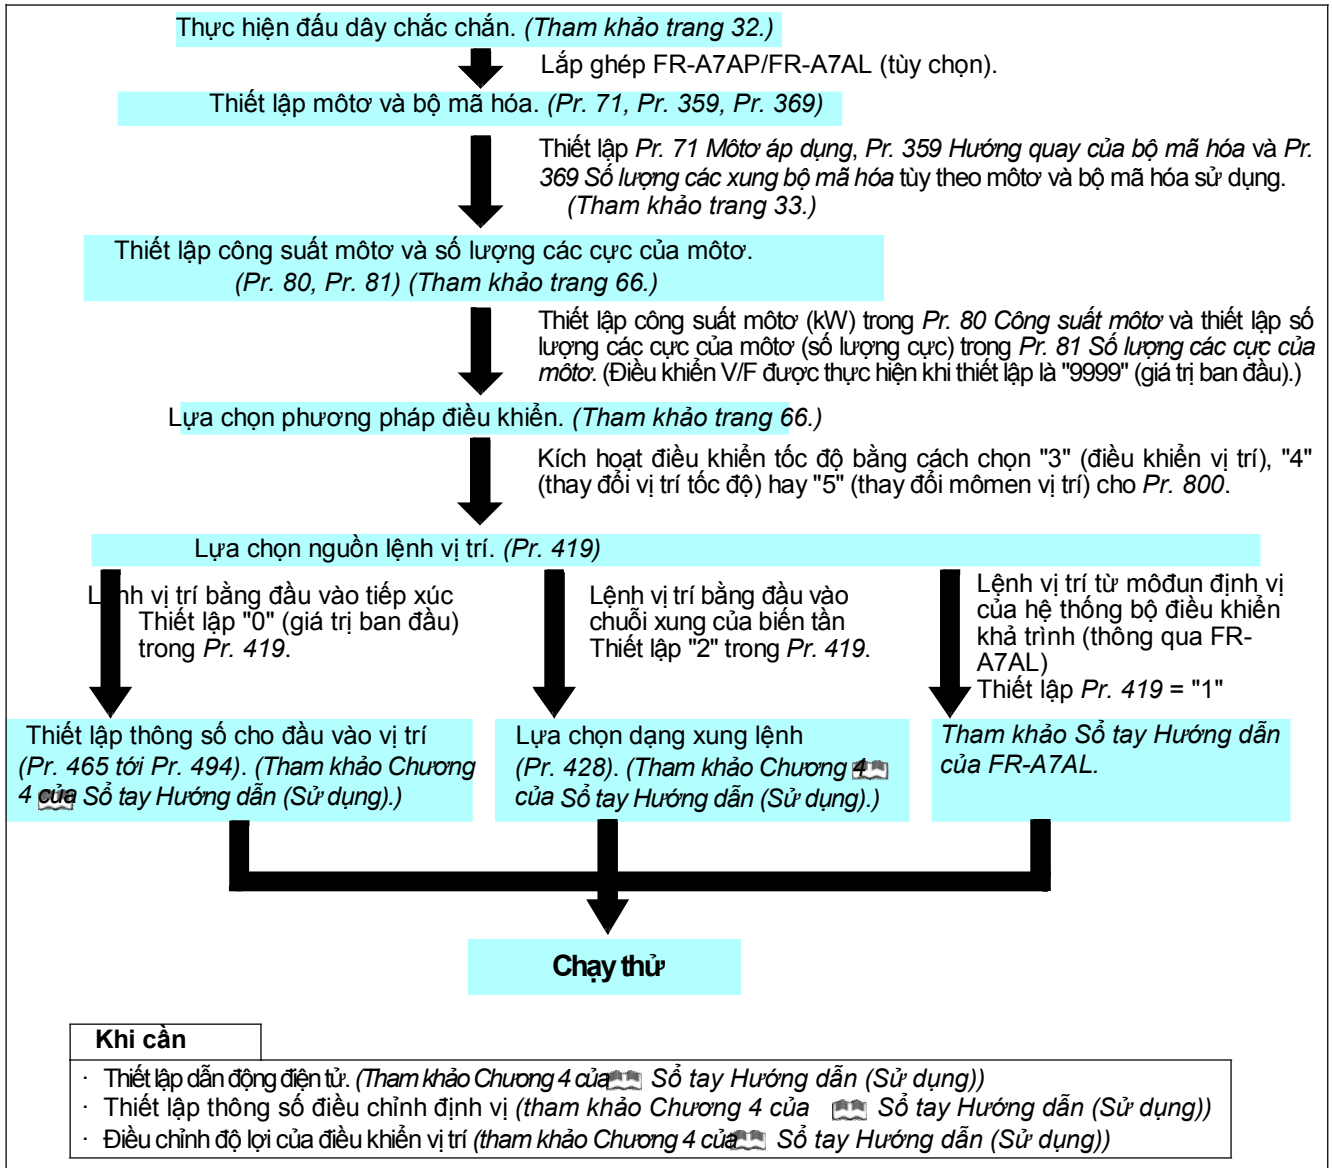 Thực hiện đấu dây chắc chắn. (Tham khảo trang 32.)
Lắp ghép FR-A7AP/FR-A7AL (tùy chọn).
Thiết lập môtơ và bộ mã hóa. (Pr. 71, Pr. 359, Pr. 369)
Thiết lập Pr. 71 Môtơ áp dụng, Pr. 359 Hướng quay của bộ mã hóa và Pr.
369 Số lượng các xung bộ mã hóa tùy theo môtơ và bộ mã hóa sử dụng.
(Tham khảo trang 33.)
Thiết lập công suất môtơ và số lượng các cực của môtơ.
(Pr. 80, Pr. 81) (Tham khảo trang 66.)
Thiết lập công suất môtơ (kW) trong Pr. 80 Công suất môtơ và thiết lập số
lượng các cực của môtơ (số lượng cực) trong Pr. 81 Số lượng các cực của
môtơ. (Điều khiển V/F được thực hiện khi thiết lập là "9999" (giá trị ban đầu).)
Lựa chọn phương pháp điều khiển. (Tham khảo trang 66.)
Kích hoạt điều khiển tốc độ bằng cách chọn "3" (điều khiển vị trí), "4"
(thay đổi vị trí tốc độ) hay "5" (thay đổi mômen vị trí) cho Pr. 800.
Lựa chọn nguồn lệnh vị trí. (Pr. 419)
Lệnh vị trí bằng đầu vào tiếp xúc
Thiết lập "0" (giá trị ban đầu)
trong Pr. 419.
Lệnh vị trí bằng đầu vào
chuỗi xung của biến tần
Thiết lập "2" trong Pr. 419.
Lệnh vị trí từ môđun định vị
của hệ thống bộ điều khiển
khả trình (thông qua FR-
A7AL)
Thiết lập Pr. 419 = "1"
Thiết lập thông số cho đầu vào vị trí
(Pr. 465 tới Pr. 494). (Tham khảo Chương
4 của Sổ tay Hướng dẫn (Sử dụng).)
Lựa chọn dạng xung lệnh
(Pr. 428). (Tham khảo Chương 4
của Sổ tay Hướng dẫn (Sử dụng).)
Tham khảo Sổ tay Hướng dẫn
của FR-A7AL.
Chạy thử
Khi cần
· Thiết lập dẫn động điện tử. (Tham khảo Chương 4 của Sổ tay Hướng dẫn (Sử dụng))
· Thiết lập thông số điều chỉnh định vị (tham khảo Chương 4 của Sổ tay Hướng dẫn (Sử dụng))
· Điều chỉnh độ lợi của điều khiển vị trí (tham khảo Chương 4 của Sổ tay Hướng dẫn (Sử dụng))